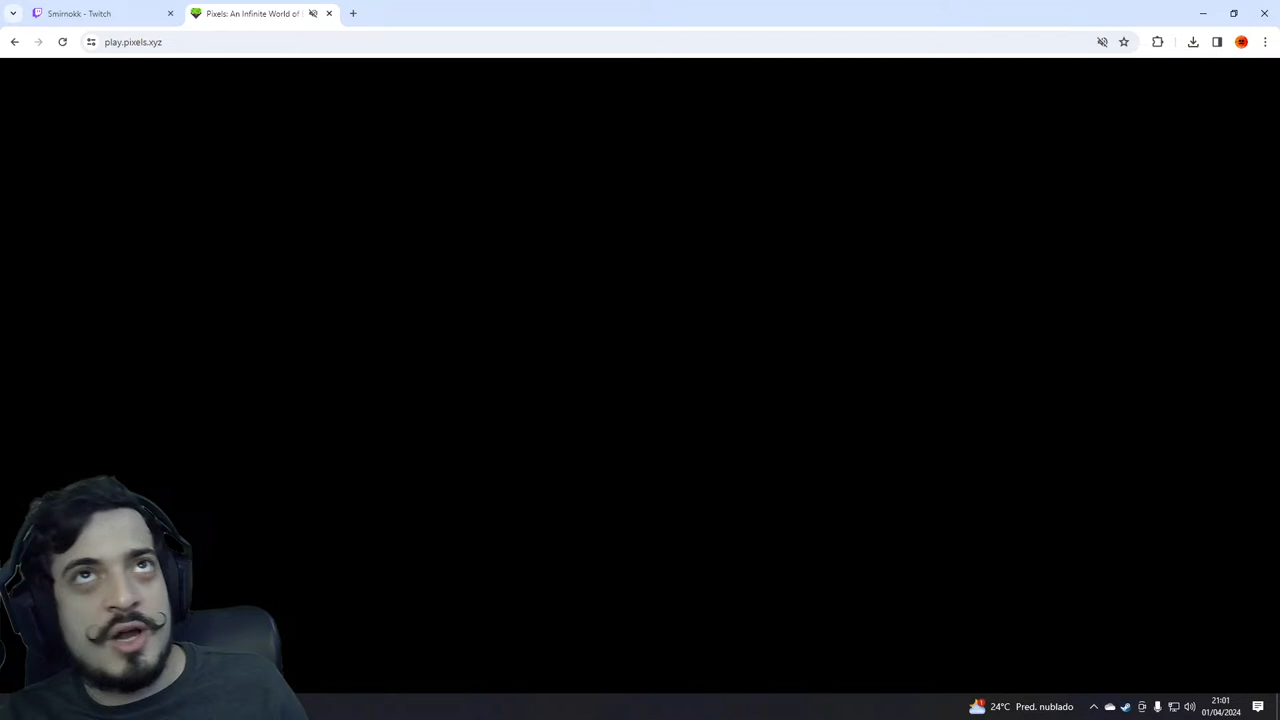 Smirnokk - Twitch
Pixels: An Infinite World of
play.pixels.xyz
24°C Pred. nublado
21:01
01/04/2024